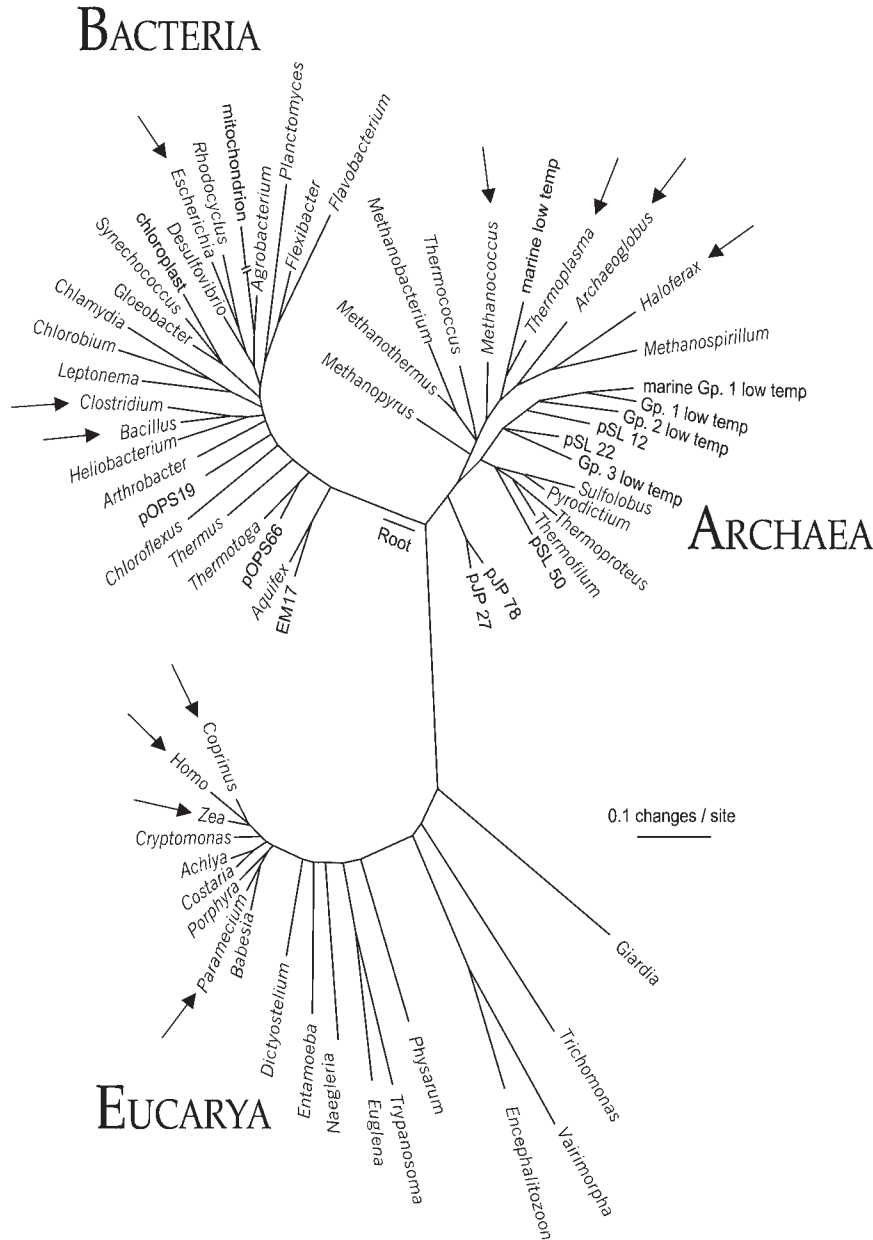 BACTERIA
Planctomyces
Flavobacterium
mitochondrion
Rhodocyclus
Escherichia
Agrobacterium
Flexibacter
Desulfovibrio
chloroplast
Synechococcus
Gloeobacter
Chlamydia
Chlorobium
Leptonema
Clostridium
Bacillus
Heliobacterium
Arthrobacter
pOPS19
Chloroflexus
Thermus
Thermotoga
pOPS66
Aquifex
EM17
Root
Methanopyrus
Methanothermus
Methanobacterium
Thermococcus
Methanococcus
marine low temp
Thermoplasma
Archaeoglobus
Haloferax
Methanospirillum
marine Gp. 1 low temp
Gp. 1 low temp
Gp. 2 low temp
pSL 12
pSL 22
Gp. 3 low temp
Sulfolobus
Pyrodictium
Thermoproteus
Thermofilum
pSL 50
pJP 78
pJP 27
ARCHAEA
Coprinus
Homo
Zea
Cryptomonas
Achlya
Costaria
Porphyra
Paramecium
Babesia
Dictyostelium
Entamoeba
Naegleria
Euglena
Trypanosoma
Physarum
Encephalitozoon
Vairimorpha
Trichomonas
Giardia
0.1 changes / site
EUCARYA